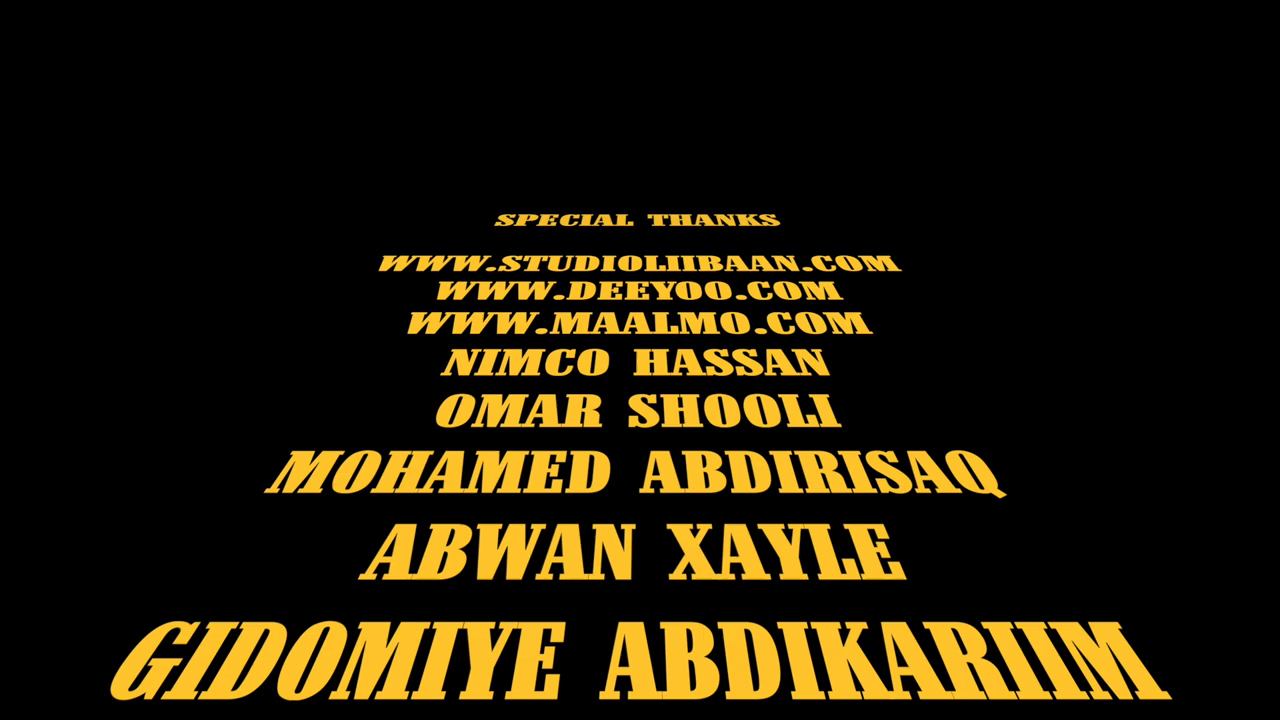 SPECIAL THANKS
WWW.STUDIOLIIBAAN.COM
WWW.DEEYOO.COM
WWW.MAALMO.COM
NIMCO HASSAN
OMAR SHOOLI
MOHAMED ABDIRISAQ
ABWAN XAYLE
GIDOMIYE ABDIKARIIM